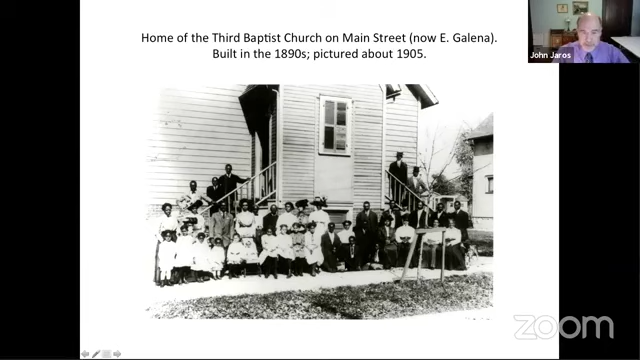 Home of the Third Baptist Church on Main Street (now E. Galena).
Built in the 1890s; pictured about 1905.
John Jaros
zoom